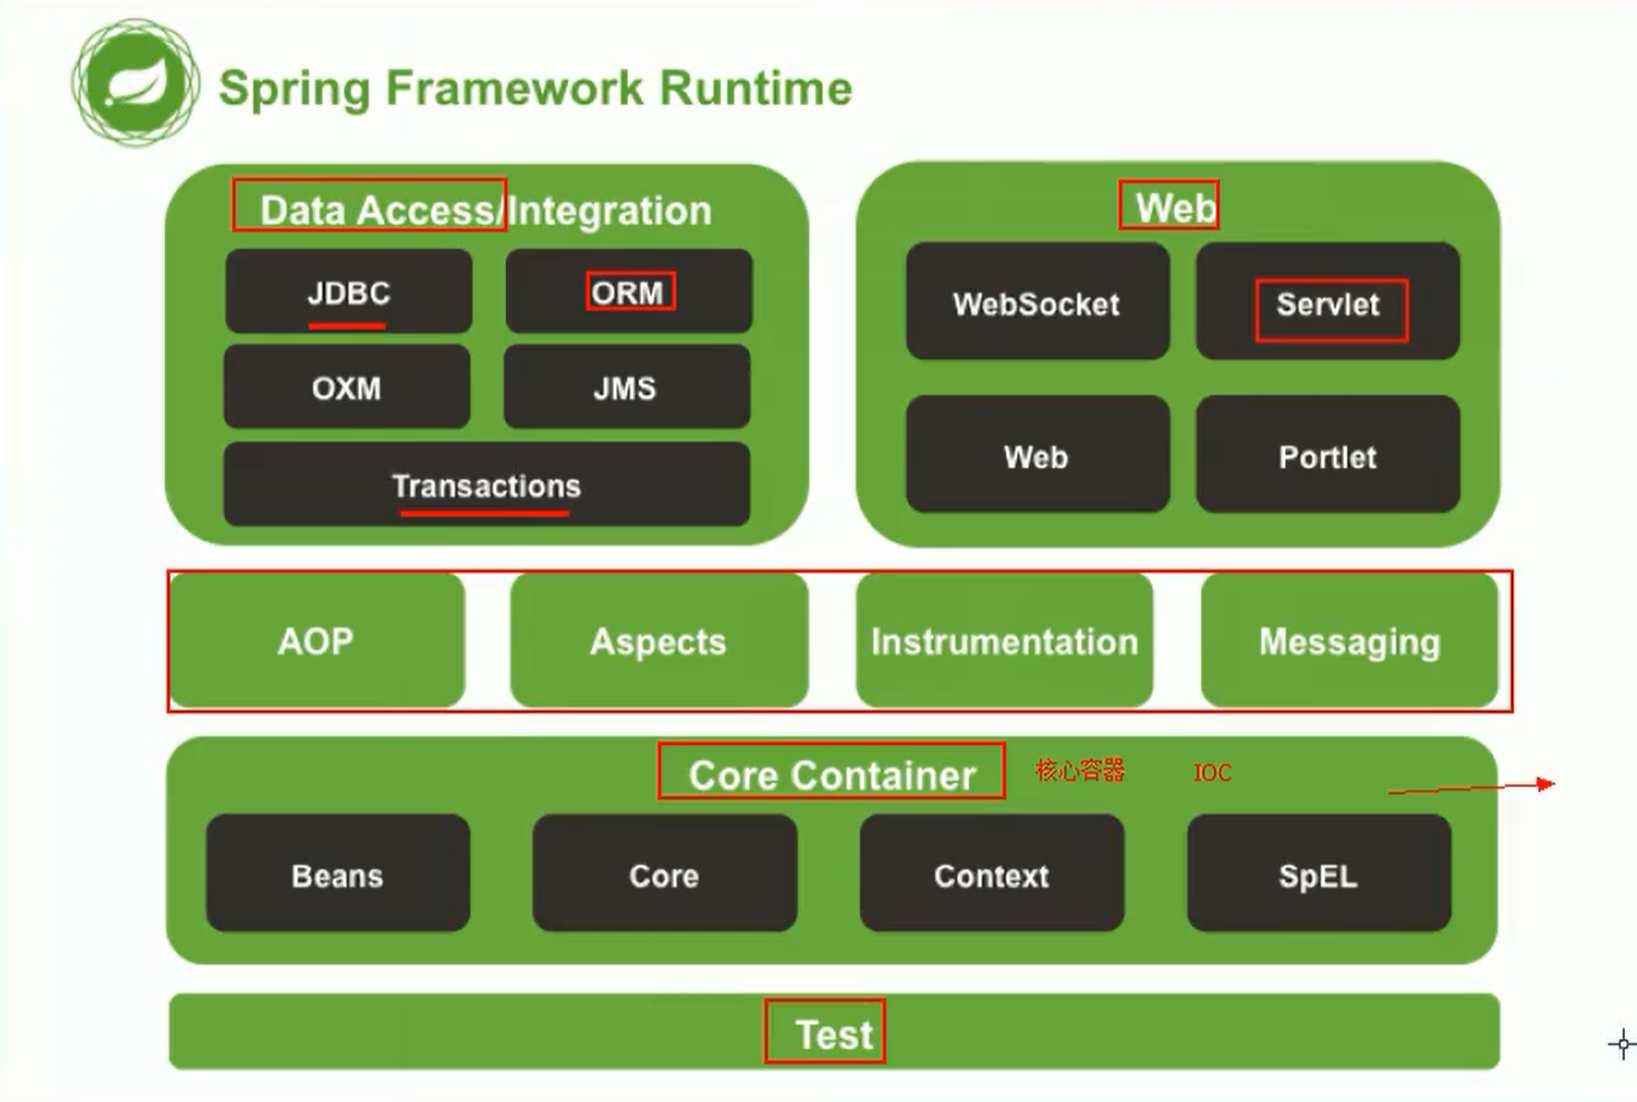 Spring Framework Runtime
Data Access/Integration
JDBC
ORM
OXM
JMS
Transactions
Web
WebSocket
Servlet
Web
Portlet
AOP
Aspects
Instrumentation
Messaging
Core Container 核心容器 IOC
Beans
Core
Context
SpEL
Test